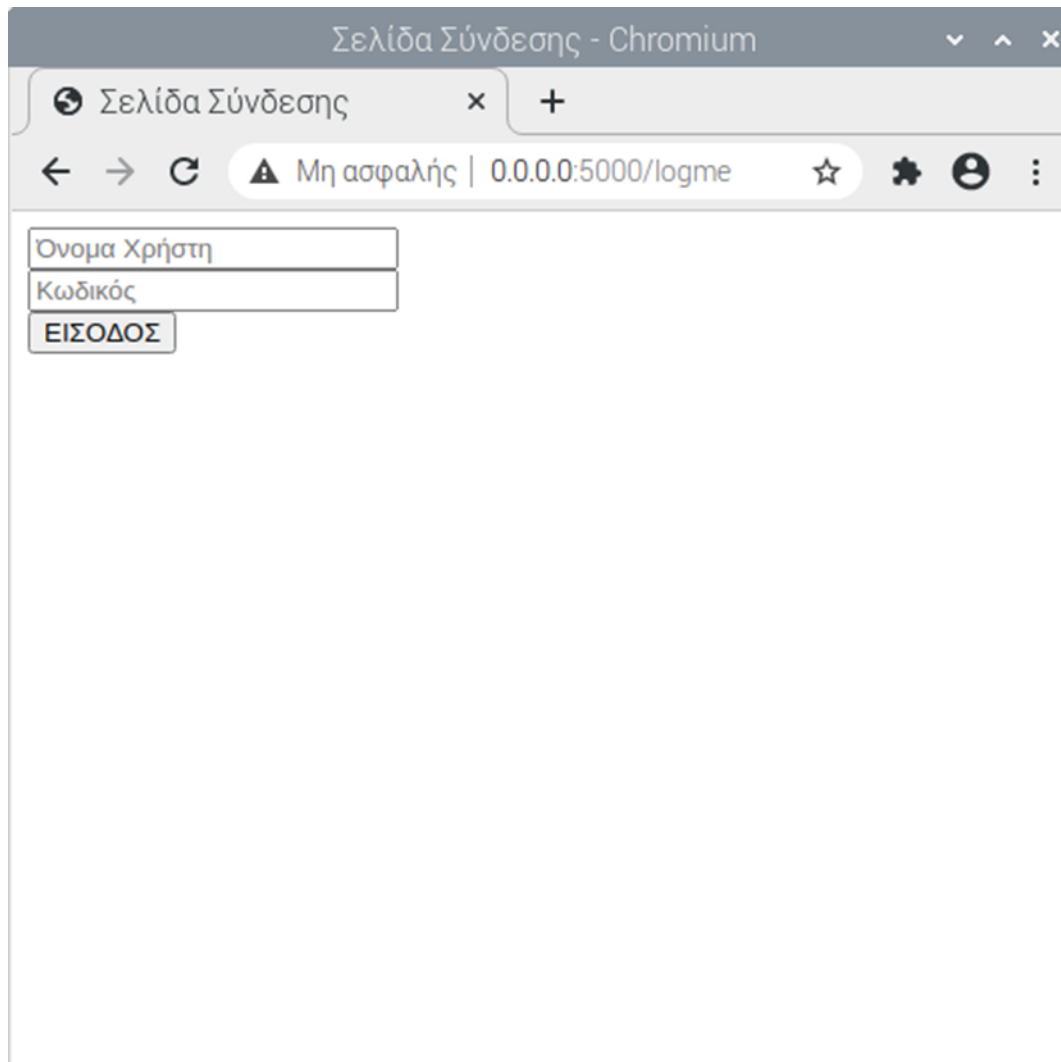 Σελίδα Σύνδεσης - Chromium
Σελίδα Σύνδεσης
Μη ασφαλής | 0.0.0.0:5000/logme
Όνομα Χρήστη
Κωδικός
ΕΙΣΟΔΟΣ